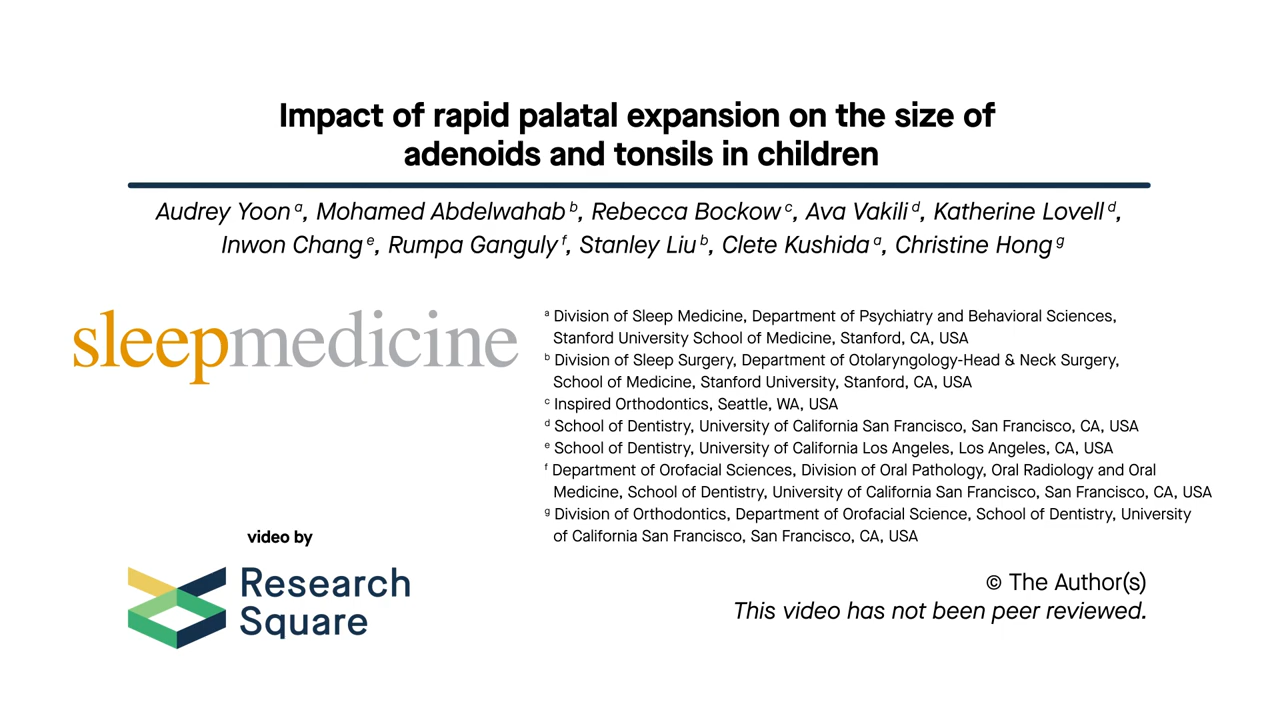 Impact of rapid palatal expansion on the size of
adenoids and tonsils in children
Audrey Yoon ᵃ, Mohamed Abdelwahab ᵇ, Rebecca Bockow ᶜ, Ava Vakili ᵈ, Katherine Lovell ᵈ,
Inwon Chang ᵉ, Rumpa Ganguly ᶠ, Stanley Liu ᵇ, Clete Kushida ᵃ, Christine Hong ᵍ
sleepmedicine
ᵃ Division of Sleep Medicine, Department of Psychiatry and Behavioral Sciences,
Stanford University School of Medicine, Stanford, CA, USA
ᵇ Division of Sleep Surgery, Department of Otolaryngology-Head & Neck Surgery,
School of Medicine, Stanford University, Stanford, CA, USA
ᶜ Inspired Orthodontics, Seattle, WA, USA
ᵈ School of Dentistry, University of California San Francisco, San Francisco, CA, USA
ᵉ School of Dentistry, University of California Los Angeles, Los Angeles, CA, USA
ᶠ Department of Orofacial Sciences, Division of Oral Pathology, Oral Radiology and Oral
Medicine, School of Dentistry, University of California San Francisco, San Francisco, CA, USA
ᵍ Division of Orthodontics, Department of Orofacial Science, School of Dentistry, University
of California San Francisco, San Francisco, CA, USA
video by
Research
Square
© The Author(s)
This video has not been peer reviewed.